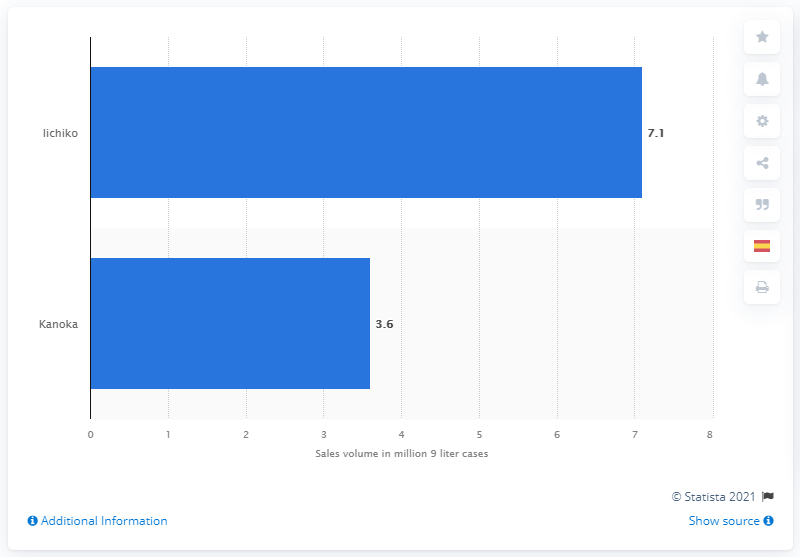 Iichiko
7.1
Kanoka
3.6
0 1 2 3 4 5 6 7 8
Sales volume in million 9 liter cases
© Statista 2021
Additional Information
Show source